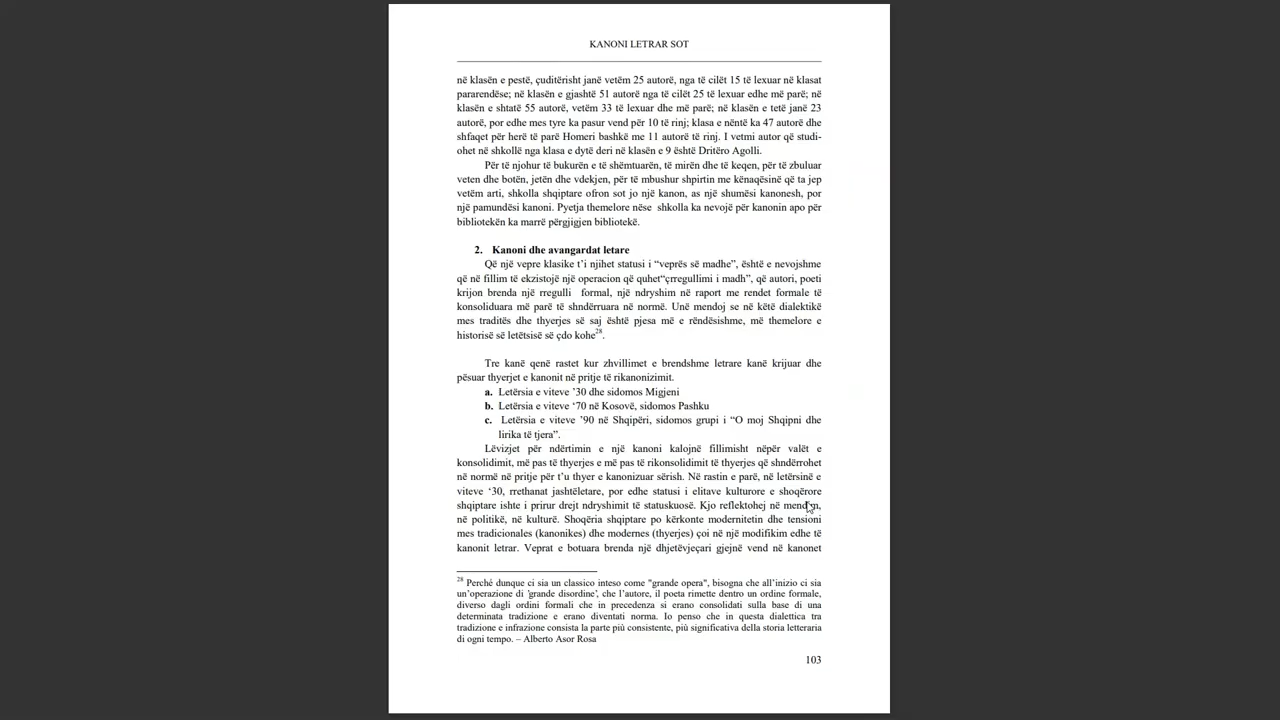 KANONI LETRAR SOT
në klasën e pestë, çuditërisht janë vetëm 25 autorë, nga të cilët 15 të lexuar në klasat
pararendëse; në klasën e gjashtë 51 autorë nga të cilët 25 të lexuar edhe më parë; në
klasën e shtatë 55 autorë, vetëm 33 të lexuar dhe më parë; në klasën e tetë janë 23
autorë, por edhe mes tyre ka pasur vend për 10 të rinj; klasa e nëntë ka 47 autorë dhe
shfaqet për herë të parë Homeri bashkë me 11 autorë të rinj. I vetmi autor që studi-
ohet në shkollë nga klasa e dytë deri në klasën e 9 është Dritëro Agolli.
Për të njohur të bukurën e të shëmtuarën, të mirën dhe të keqen, për të zbuluar
veten dhe botën, jetën dhe vdekjen, për të mbushur shpirtin me kënaqësinë që ta jep
vetëm arti, shkolla shqiptare ofron sot jo një kanon, as një shumësi kanonesh, por
një pamundësi kanoni. Pyetja themelore nëse shkolla ka nevojë për kanonin apo për
bibliotekën ka marrë përgjigjen bibliotekë.
2. Kanoni dhe avangardat letare
Që një vepre klasike t’i njihet statusi i “veprës së madhe”, është e nevojshme
që në fillim të ekzistojë një operacion që quhet“çrregullimi i madh”, që autori, poeti
krijon brenda një rregulli formal, një ndryshim në raport me rendet formale të
konsoliduara më parë të shndërruara në normë. Unë mendoj se në këtë dialektikë
mes traditës dhe thyerjes së saj është pjesa më e rëndësishme, më themelore e
historisë së letëtsisë së çdo kohe28.
Tre kanë qenë rastet kur zhvillimet e brendshme letrare kanë krijuar dhe
pësuar thyerjet e kanonit në pritje të rikanonizimit.
a. Letërsia e viteve ’30 dhe sidomos Migjeni
b. Letërsia e viteve ‘70 në Kosovë, sidomos Pashku
c. Letërsia e viteve ’90 në Shqipëri, sidomos grupi i “O moj Shqipni dhe
lirika të tjera”.
Lëvizjet për ndërtimin e një kanoni kalojnë fillimisht nëpër valët e
konsolidimit, më pas të thyerjes e më pas të rikonsolidimit të thyerjes që shndërrohet
në normë në pritje për t’u thyer e kanonizuar sërish. Në rastin e parë, në letërsinë e
viteve ‘30, rrethanat jashtëletare, por edhe statusi i elitave kulturore e shoqërore
shqiptare ishte i prirur drejt ndryshimit të statuskuosë. Kjo reflektohej në mendim,
në politikë, në kulturë. Shoqëria shqiptare po kërkonte modernitetin dhe tensioni
mes tradicionales (kanonikes) dhe modernes (thyerjes) çoi në një modifikim edhe të
kanonit letrar. Veprat e botuara brenda një dhjetëvjeçari gjejnë vend në kanonet
28 Perché dunque ci sia un classico inteso come "grande opera", bisogna che all’inizio ci sia
un’operazione di 'grande disordine', che l’autore, il poeta rimette dentro un ordine formale,
diverso dagli ordini formali che in precedenza si erano consolidati sulla base di una
determinata tradizione e erano diventati norma. Io penso che in questa dialettica tra
tradizione e infrazione consista la parte più consistente, più significativa della storia letteraria
di ogni tempo. – Alberto Asor Rosa
103